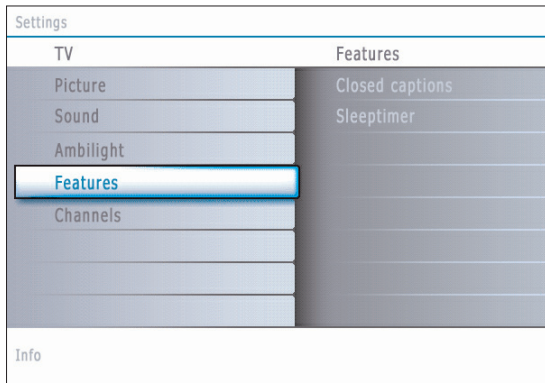 Settings
TV Features
Picture Closed captions
Sound Sleeptimer
Ambilight
Features
Channels
Info